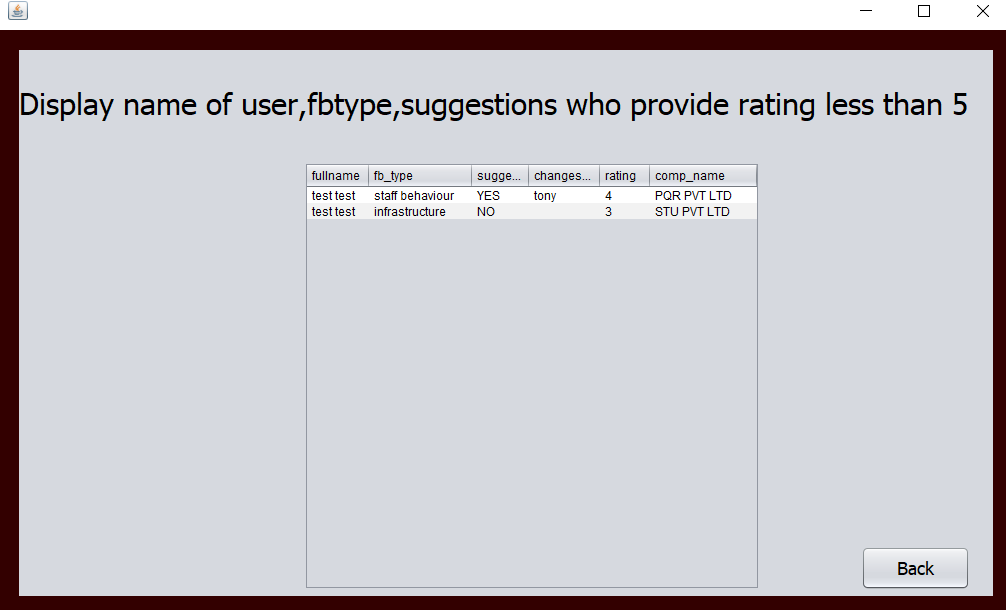 Display name of user,fbtype,suggestions who provide rating less than 5
fullname fb_type sugge... changes... rating comp_name
test test staff behaviour YES tony 4 PQR PVT LTD
test test infrastructure NO 3 STU PVT LTD
Back